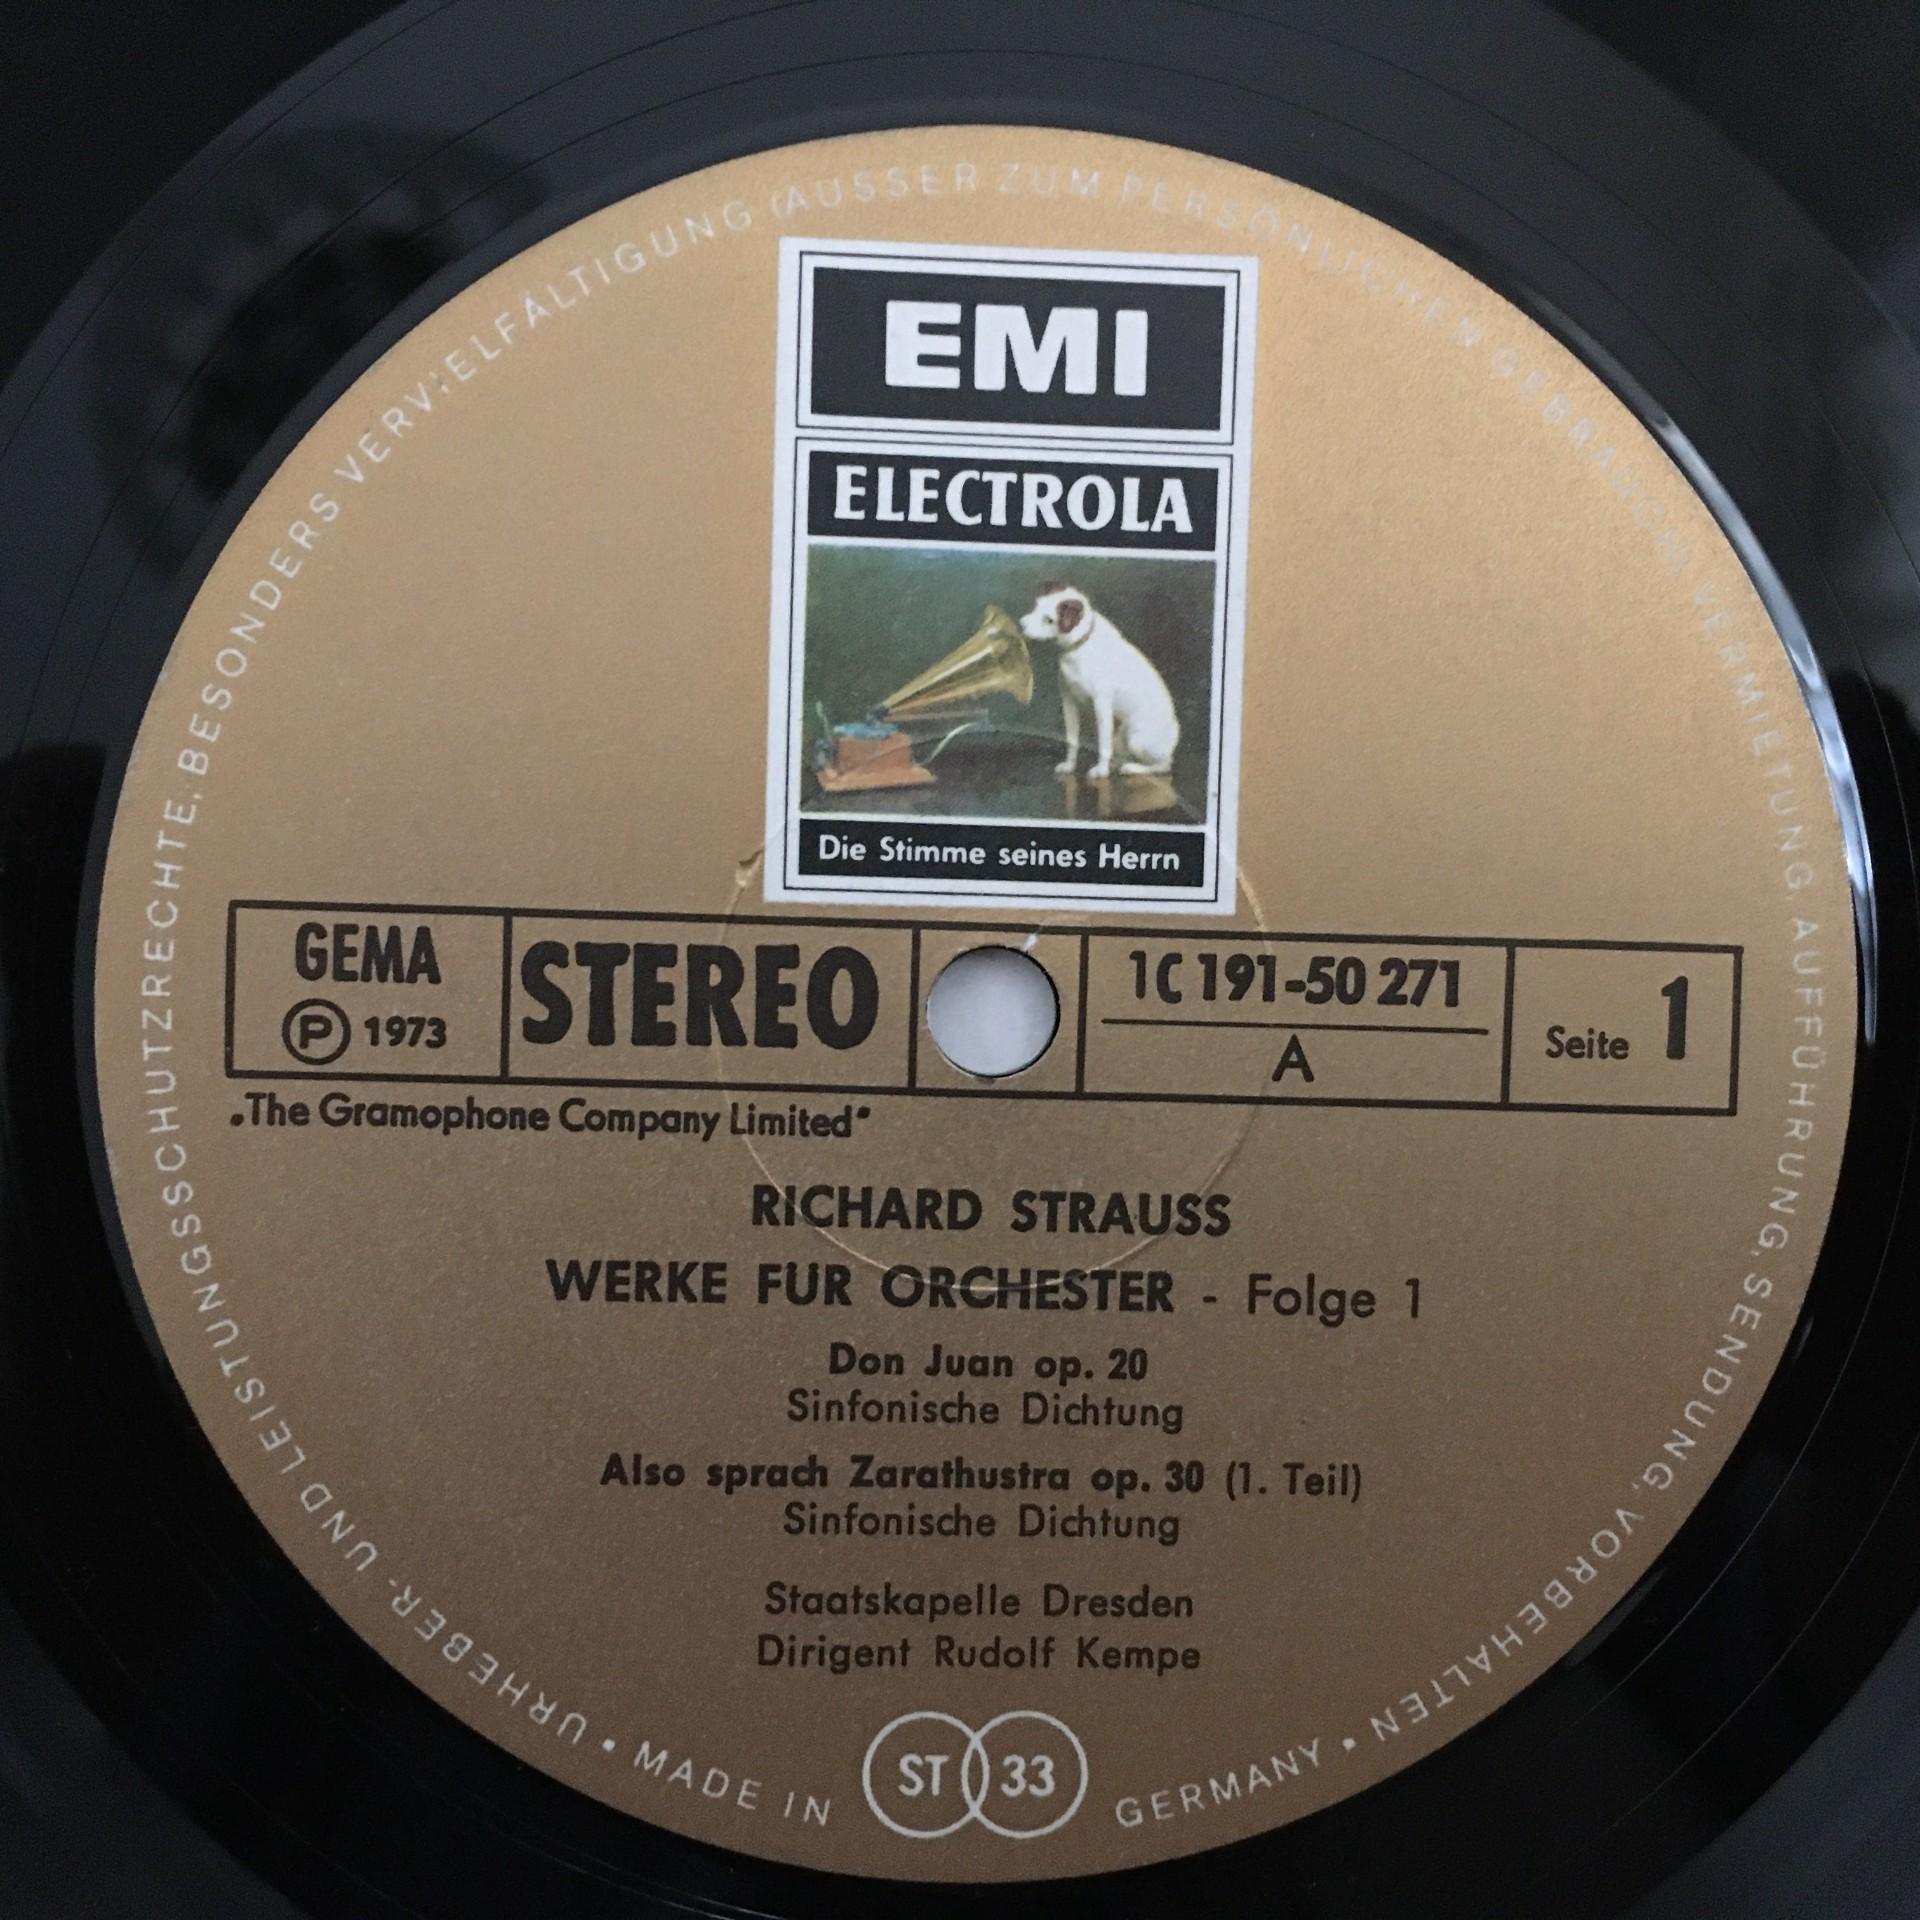 EMI
ELECTROLA
Die Stimme seines Herrn
GEMA
Ⓟ 1973
STEREO
1C 191-50 271
A
Seite 1
„The Gramophone Company Limited"
RICHARD STRAUSS
WERKE FÜR ORCHESTER - Folge 1
Don Juan op. 20
Sinfonische Dichtung
Also sprach Zarathustra op. 30 (1. Teil)
Sinfonische Dichtung
Staatskapelle Dresden
Dirigent Rudolf Kempe
ST 33
URHEBER- UND LEISTUNGSSCHUTZRECHTE, BESONDERS VERVIELFÄLTIGUNG (AUSSER ZUM PERSÖNLICHEN GEBRAUCH) VERMIETUNG, AUFFÜHRUNG, SENDUNG, VORBEHALTEN •
• MADE IN GERMANY